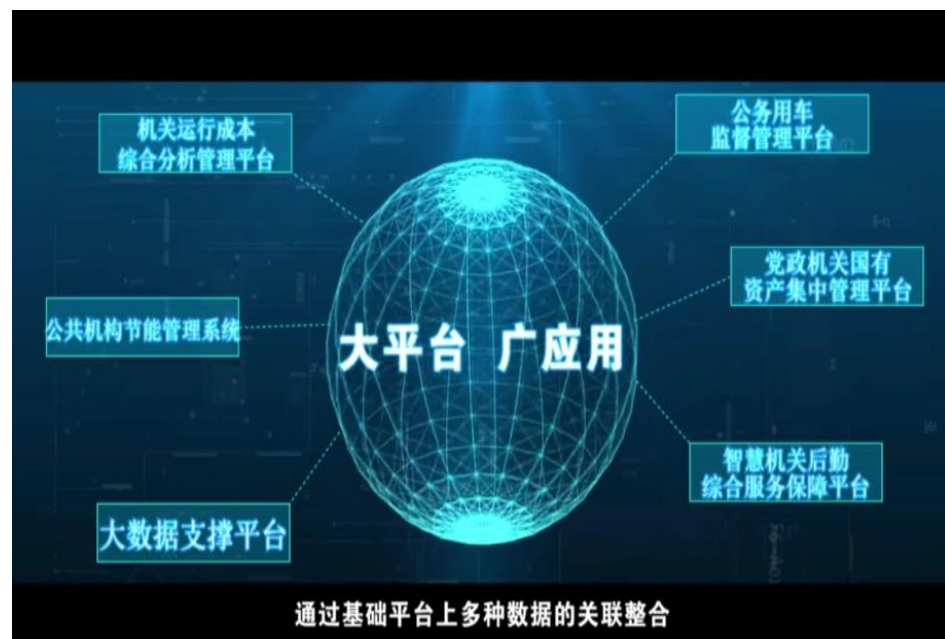 机关运行成本
综合分析管理平台
公务用车
监督管理平台
党政机关国有
资产集中管理平台
公共机构节能管理系统
大平台 广应用
智慧机关后勤
综合服务保障平台
大数据支撑平台
通过基础平台上多种数据的关联整合